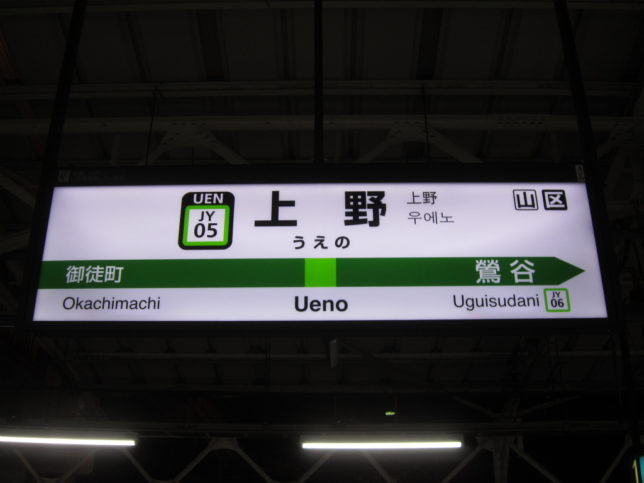 UEN
JY
05
上野
うえの
上野
우에노
山 区
御徒町
鶯谷
Okachimachi
Ueno
Uguisudani
JY
06